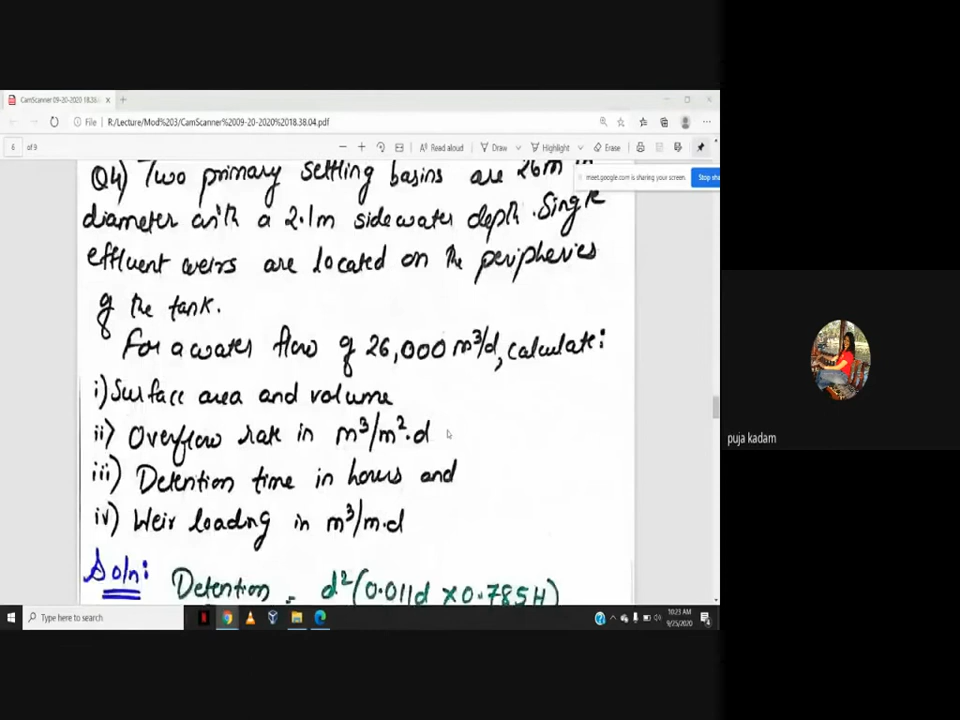 CamScanner 09-20-2020 18.38.0
File
R:/Lecture/Mod%203/CamScanner%2009-20-2020%2018.38.04.pdf
6
of 9
Read aloud
Draw
Highlight
Erase
meet.google.com is sharing your screen.
Stop sha
Q4) Two primary settling basins are 26m in
diameter with a 2.1m sidewater depth. Single
effluent weirs are located on the peripheries
of the tank.
For a water flow of 26,000 m³/d, calculate:
i) Surface area and volume
ii) Overflow rate in m³/m².d
iii) Detention time in hours and
iv) Weir loading in m³/m.d
Soln:
Detention = d²(0.011d x0.785H)
puja kadam
Type here to search
10:23 AM
9/25/2020